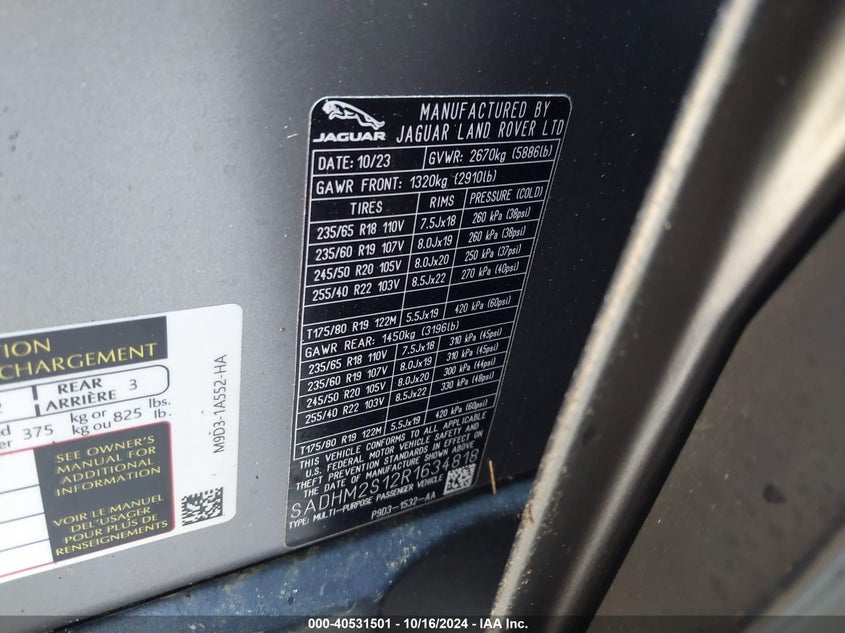 JAGUAR
MANUFACTURED BY
JAGUAR LAND ROVER LTD
DATE: 10/23 GVWR: 2670kg (5886lb)
GAWR FRONT: 1320kg (2910lb)
TIRES RIMS PRESSURE (COLD)
235/65 R18 110V 7.5Jx18 260 kPa (38psi)
235/60 R19 107V 8.0Jx19 260 kPa (38psi)
245/50 R20 105V 8.0Jx20 250 kPa (37psi)
255/40 R22 103V 8.5Jx22 270 kPa (40psi)
T175/80 R19 122M 5.5Jx19 420 kPa (60psi)
GAWR REAR: 1450kg (3196lb)
235/65 R18 110V 7.5Jx18 310 kPa (45psi)
235/60 R19 107V 8.0Jx19 310 kPa (45psi)
245/50 R20 105V 8.0Jx20 300 kPa (44psi)
255/40 R22 103V 8.5Jx22 330 kPa (48psi)
T175/80 R19 122M 5.5Jx19 420 kPa (60psi)
THIS VEHICLE CONFORMS TO ALL APPLICABLE
U.S. FEDERAL MOTOR VEHICLE SAFETY AND
THEFT PREVENTION STANDARDS IN EFFECT ON
THE DATE OF MANUFACTURE SHOWN ABOVE
SADHM2S12R1634818
TYPE: MULTI-PURPOSE PASSENGER VEHICLE
P9D3-1532-AA
CHARGEMENT
REAR 3
ARRIÈRE
375 kg or 825 lbs.
kg ou lb.
SEE OWNER'S
MANUAL FOR
ADDITIONAL
INFORMATION
VOIR LE MANUEL
DEL'USAGER
POUR PLUS DE
RENSEIGNEMENTS
M9D3-1A552-HA
000-40531501 - 10/16/2024 - IAA Inc.